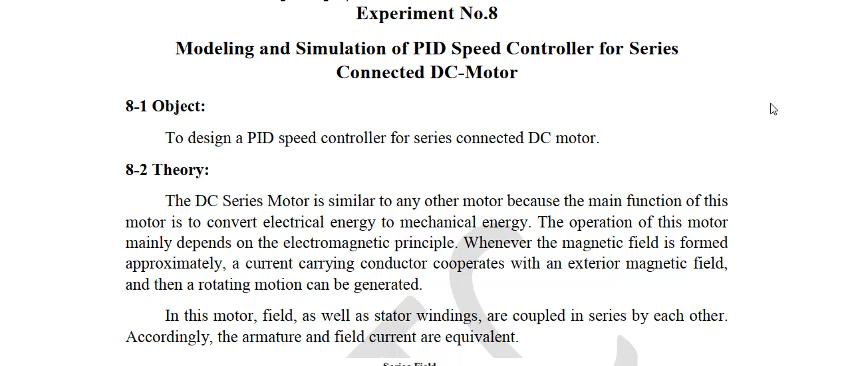 Experiment No.8
Modeling and Simulation of PID Speed Controller for Series
Connected DC-Motor
8-1 Object:
To design a PID speed controller for series connected DC motor.
8-2 Theory:
The DC Series Motor is similar to any other motor because the main function of this
motor is to convert electrical energy to mechanical energy. The operation of this motor
mainly depends on the electromagnetic principle. Whenever the magnetic field is formed
approximately, a current carrying conductor cooperates with an exterior magnetic field,
and then a rotating motion can be generated.
In this motor, field, as well as stator windings, are coupled in series by each other.
Accordingly, the armature and field current are equivalent.
Series Field